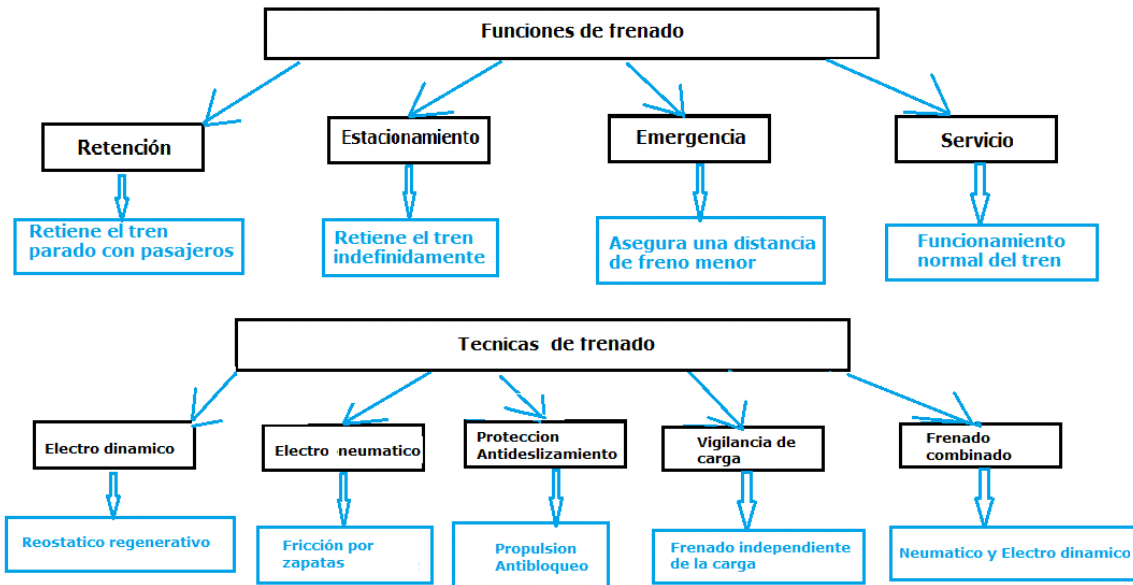 Funciones de frenado
Retención
Estacionamiento
Emergencia
Servicio
Retiene el tren
parado con pasajeros
Retiene el tren
indefinidamente
Asegura una distancia
de freno menor
Funcionamiento
normal del tren
Tecnicas de frenado
Electro dinamico
Electro neumatico
Proteccion
Antideslizamiento
Vigilancia de
carga
Frenado
combinado
Reostatico regenerativo
Fricción por
zapatas
Propulsion
Antibloqueo
Frenado independiente
de la carga
Neumatico y Electro dinamico